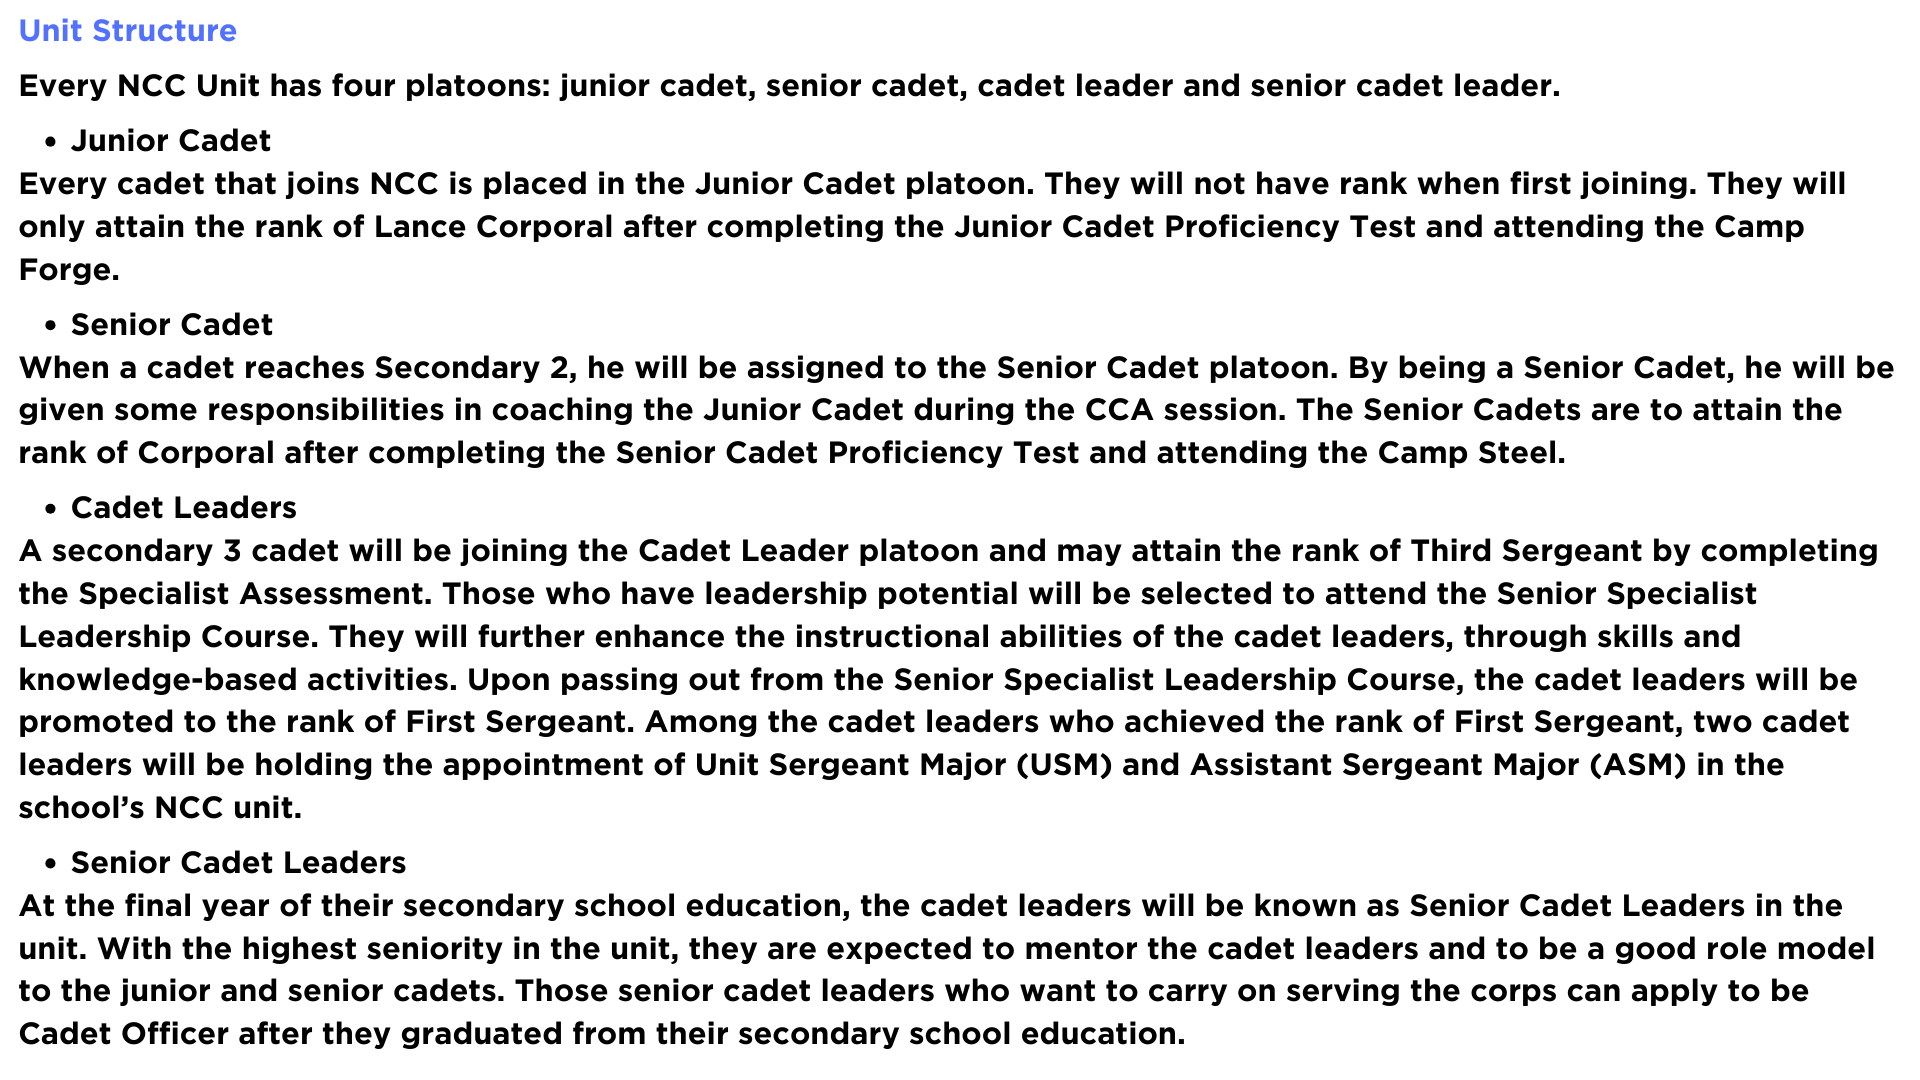 Unit Structure
Every NCC Unit has four platoons: junior cadet, senior cadet, cadet leader and senior cadet leader.
• Junior Cadet
Every cadet that joins NCC is placed in the Junior Cadet platoon. They will not have rank when first joining. They will
only attain the rank of Lance Corporal after completing the Junior Cadet Proficiency Test and attending the Camp
Forge.
• Senior Cadet
When a cadet reaches Secondary 2, he will be assigned to the Senior Cadet platoon. By being a Senior Cadet, he will be
given some responsibilities in coaching the Junior Cadet during the CCA session. The Senior Cadets are to attain the
rank of Corporal after completing the Senior Cadet Proficiency Test and attending the Camp Steel.
• Cadet Leaders
A secondary 3 cadet will be joining the Cadet Leader platoon and may attain the rank of Third Sergeant by completing
the Specialist Assessment. Those who have leadership potential will be selected to attend the Senior Specialist
Leadership Course. They will further enhance the instructional abilities of the cadet leaders, through skills and
knowledge-based activities. Upon passing out from the Senior Specialist Leadership Course, the cadet leaders will be
promoted to the rank of First Sergeant. Among the cadet leaders who achieved the rank of First Sergeant, two cadet
leaders will be holding the appointment of Unit Sergeant Major (USM) and Assistant Sergeant Major (ASM) in the
school’s NCC unit.
• Senior Cadet Leaders
At the final year of their secondary school education, the cadet leaders will be known as Senior Cadet Leaders in the
unit. With the highest seniority in the unit, they are expected to mentor the cadet leaders and to be a good role model
to the junior and senior cadets. Those senior cadet leaders who want to carry on serving the corps can apply to be
Cadet Officer after they graduated from their secondary school education.